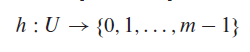 h : U → {0, 1, . . . , m − 1}